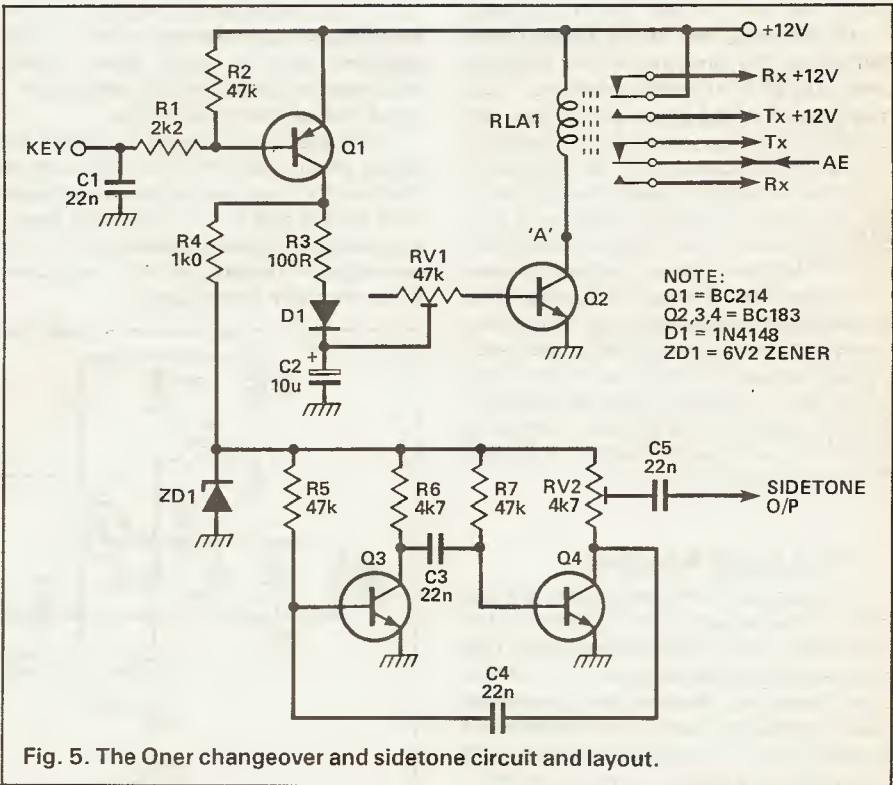 +12V
R2
47k
R1
2k2
KEY
Q1
C1
22n
RLA1
Rx +12V
Tx +12V
Tx
AE
Rx
R4
1k0
R3
100R
RV1
47k
'A'
Q2
D1
C2
+
10u
NOTE:
Q1 = BC214
Q2,3,4 = BC183
D1 = 1N4148
ZD1 = 6V2 ZENER
ZD1
R5
47k
R6
4k7
R7
47k
RV2
4k7
C5
22n
SIDETONE
O/P
Q3
C3
22n
Q4
C4
22n
Fig. 5. The Oner changeover and sidetone circuit and layout.